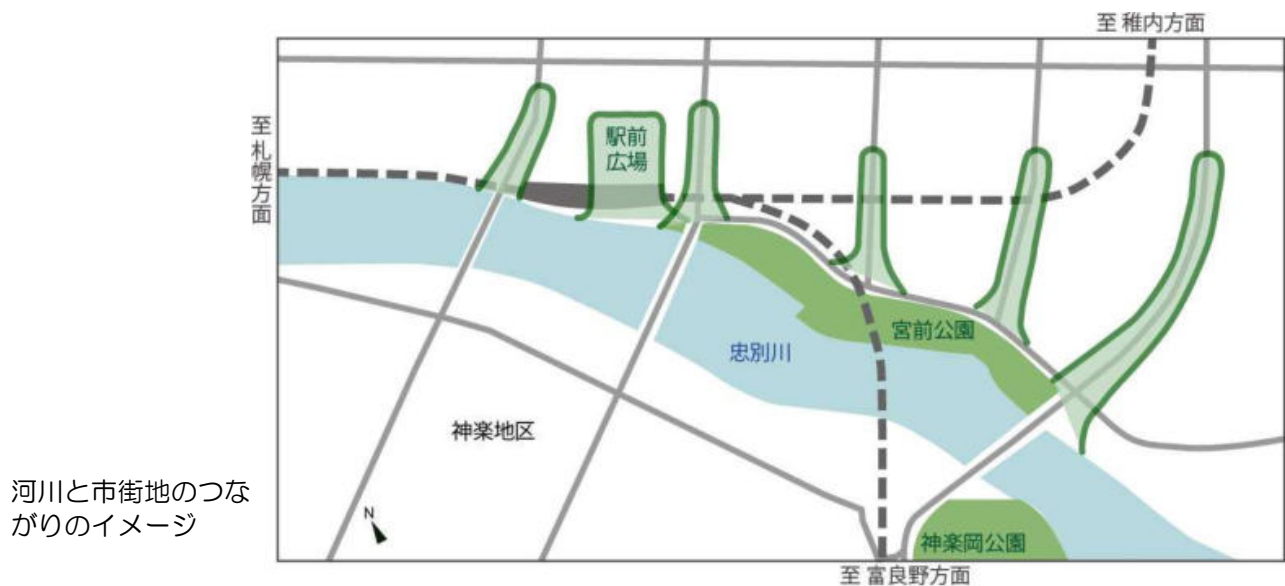 至 稚内方面
至 札幌方面
駅前
広場
宮前公園
忠別川
神楽地区
河川と市街地のつな
がりのイメージ
N
神楽岡公園
至 富良野方面